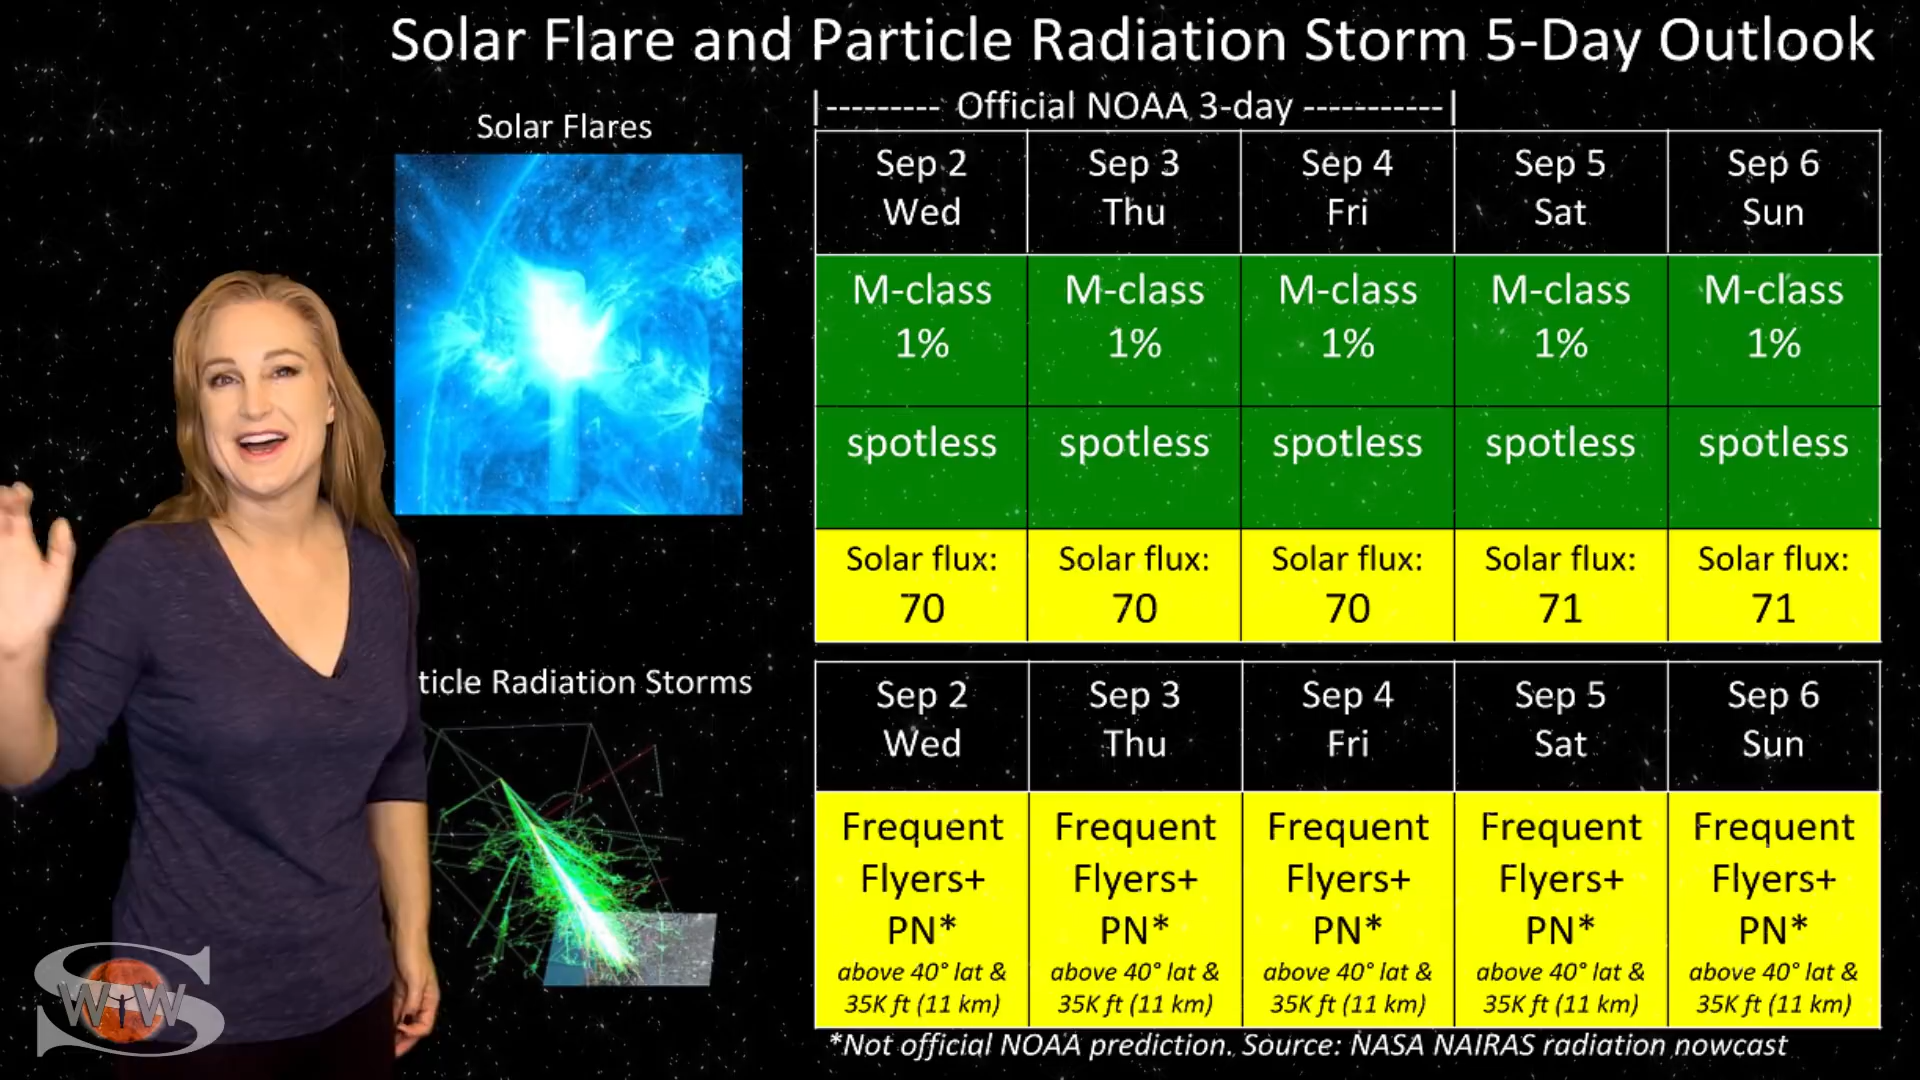 Solar Flare and Particle Radiation Storm 5-Day Outlook
|--------- Official NOAA 3-day -----------|
Solar Flares
Sep 2 Sep 3 Sep 4 Sep 5 Sep 6
Wed Thu Fri Sat Sun
M-class M-class M-class M-class M-class
1% 1% 1% 1% 1%
spotless spotless spotless spotless spotless
Solar flux: Solar flux: Solar flux: Solar flux: Solar flux:
70 70 70 71 71
ticle Radiation Storms
Sep 2 Sep 3 Sep 4 Sep 5 Sep 6
Wed Thu Fri Sat Sun
Frequent Frequent Frequent Frequent Frequent
Flyers+ Flyers+ Flyers+ Flyers+ Flyers+
PN* PN* PN* PN* PN*
above 40° lat & above 40° lat & above 40° lat & above 40° lat & above 40° lat &
35K ft (11 km) 35K ft (11 km) 35K ft (11 km) 35K ft (11 km) 35K ft (11 km)
*Not official NOAA prediction. Source: NASA NAIRAS radiation nowcast
S
WTW